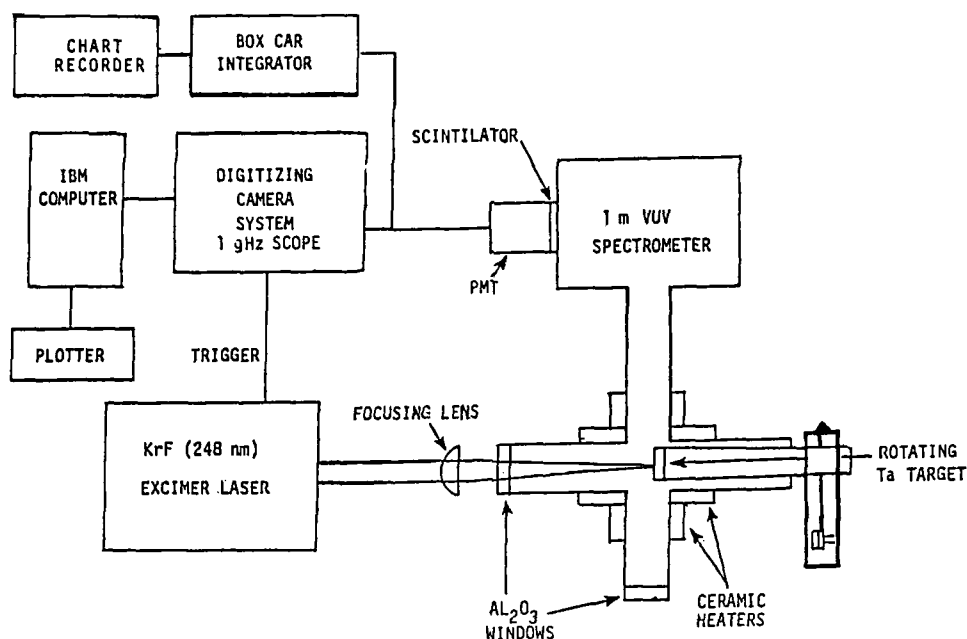 CHART
RECORDER
BOX CAR
INTEGRATOR
IBM
COMPUTER
DIGITIZING
CAMERA
SYSTEM
1 gHz SCOPE
SCINTILATOR
1 m VUV
SPECTROMETER
PMT
PLOTTER
TRIGGER
KrF (248 nm)
EXCIMER LASER
FOCUSING LENS
ROTATING
Ta TARGET
AL2O3
WINDOWS
CERAMIC
HEATERS